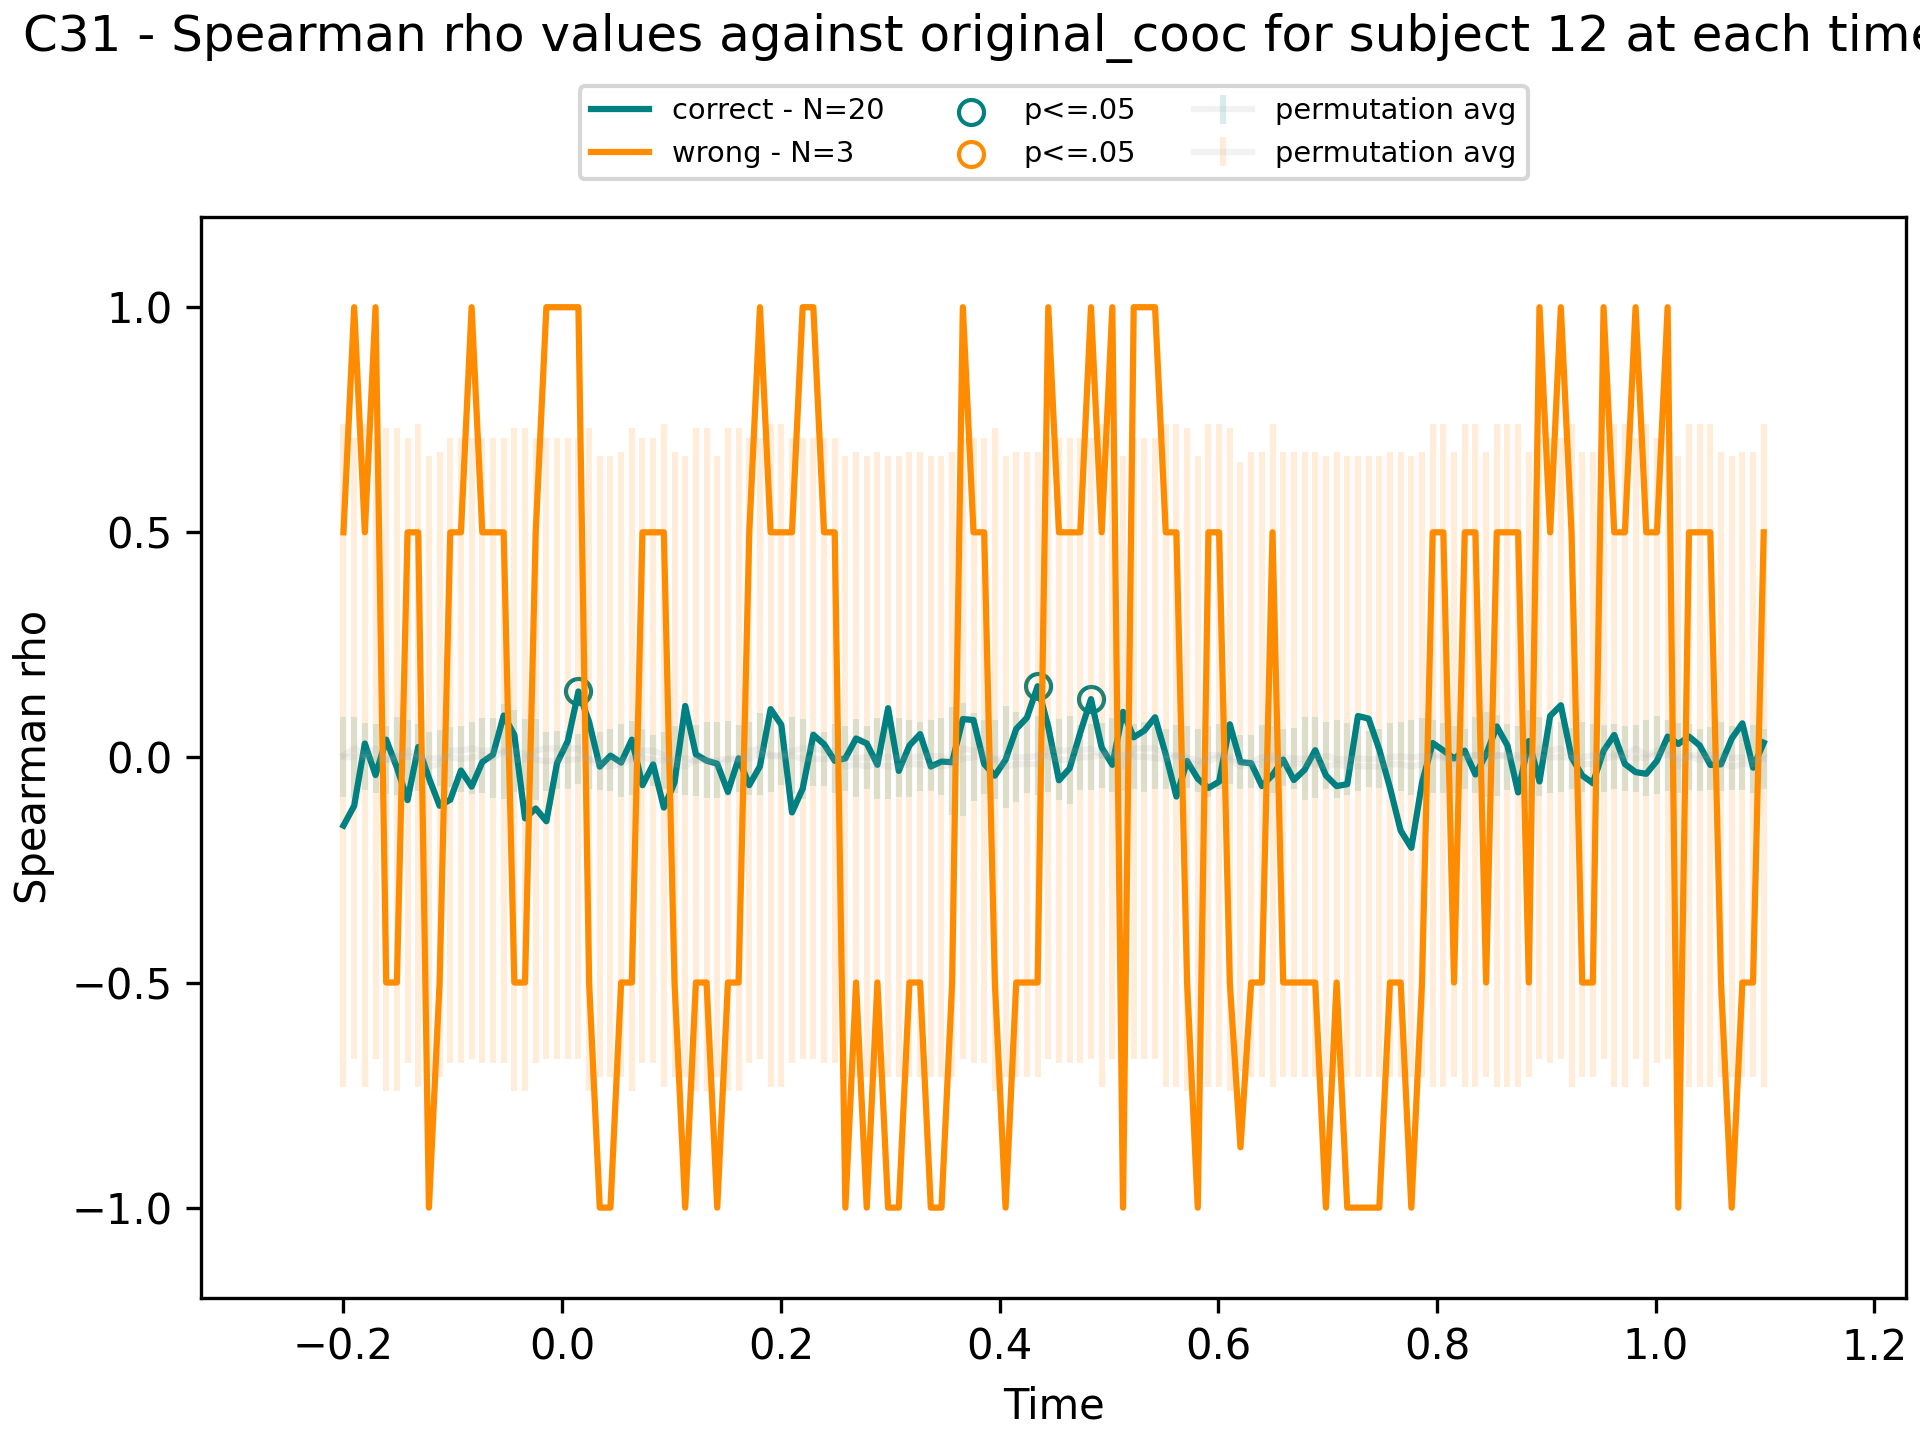 C31 - Spearman rho values against original_cooc for subject 12 at each time
correct - N=20 p<=.05 permutation avg
wrong - N=3 p<=.05 permutation avg
Spearman rho
1.0
0.5
0.0
−0.5
−1.0
−0.2 0.0 0.2 0.4 0.6 0.8 1.0 1.2
Time